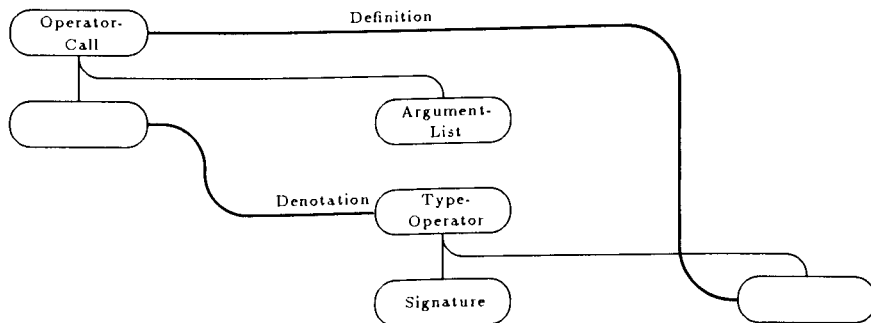 Definition
Operator-
Call
Argument-
List
Denotation
Type-
Operator
Signature